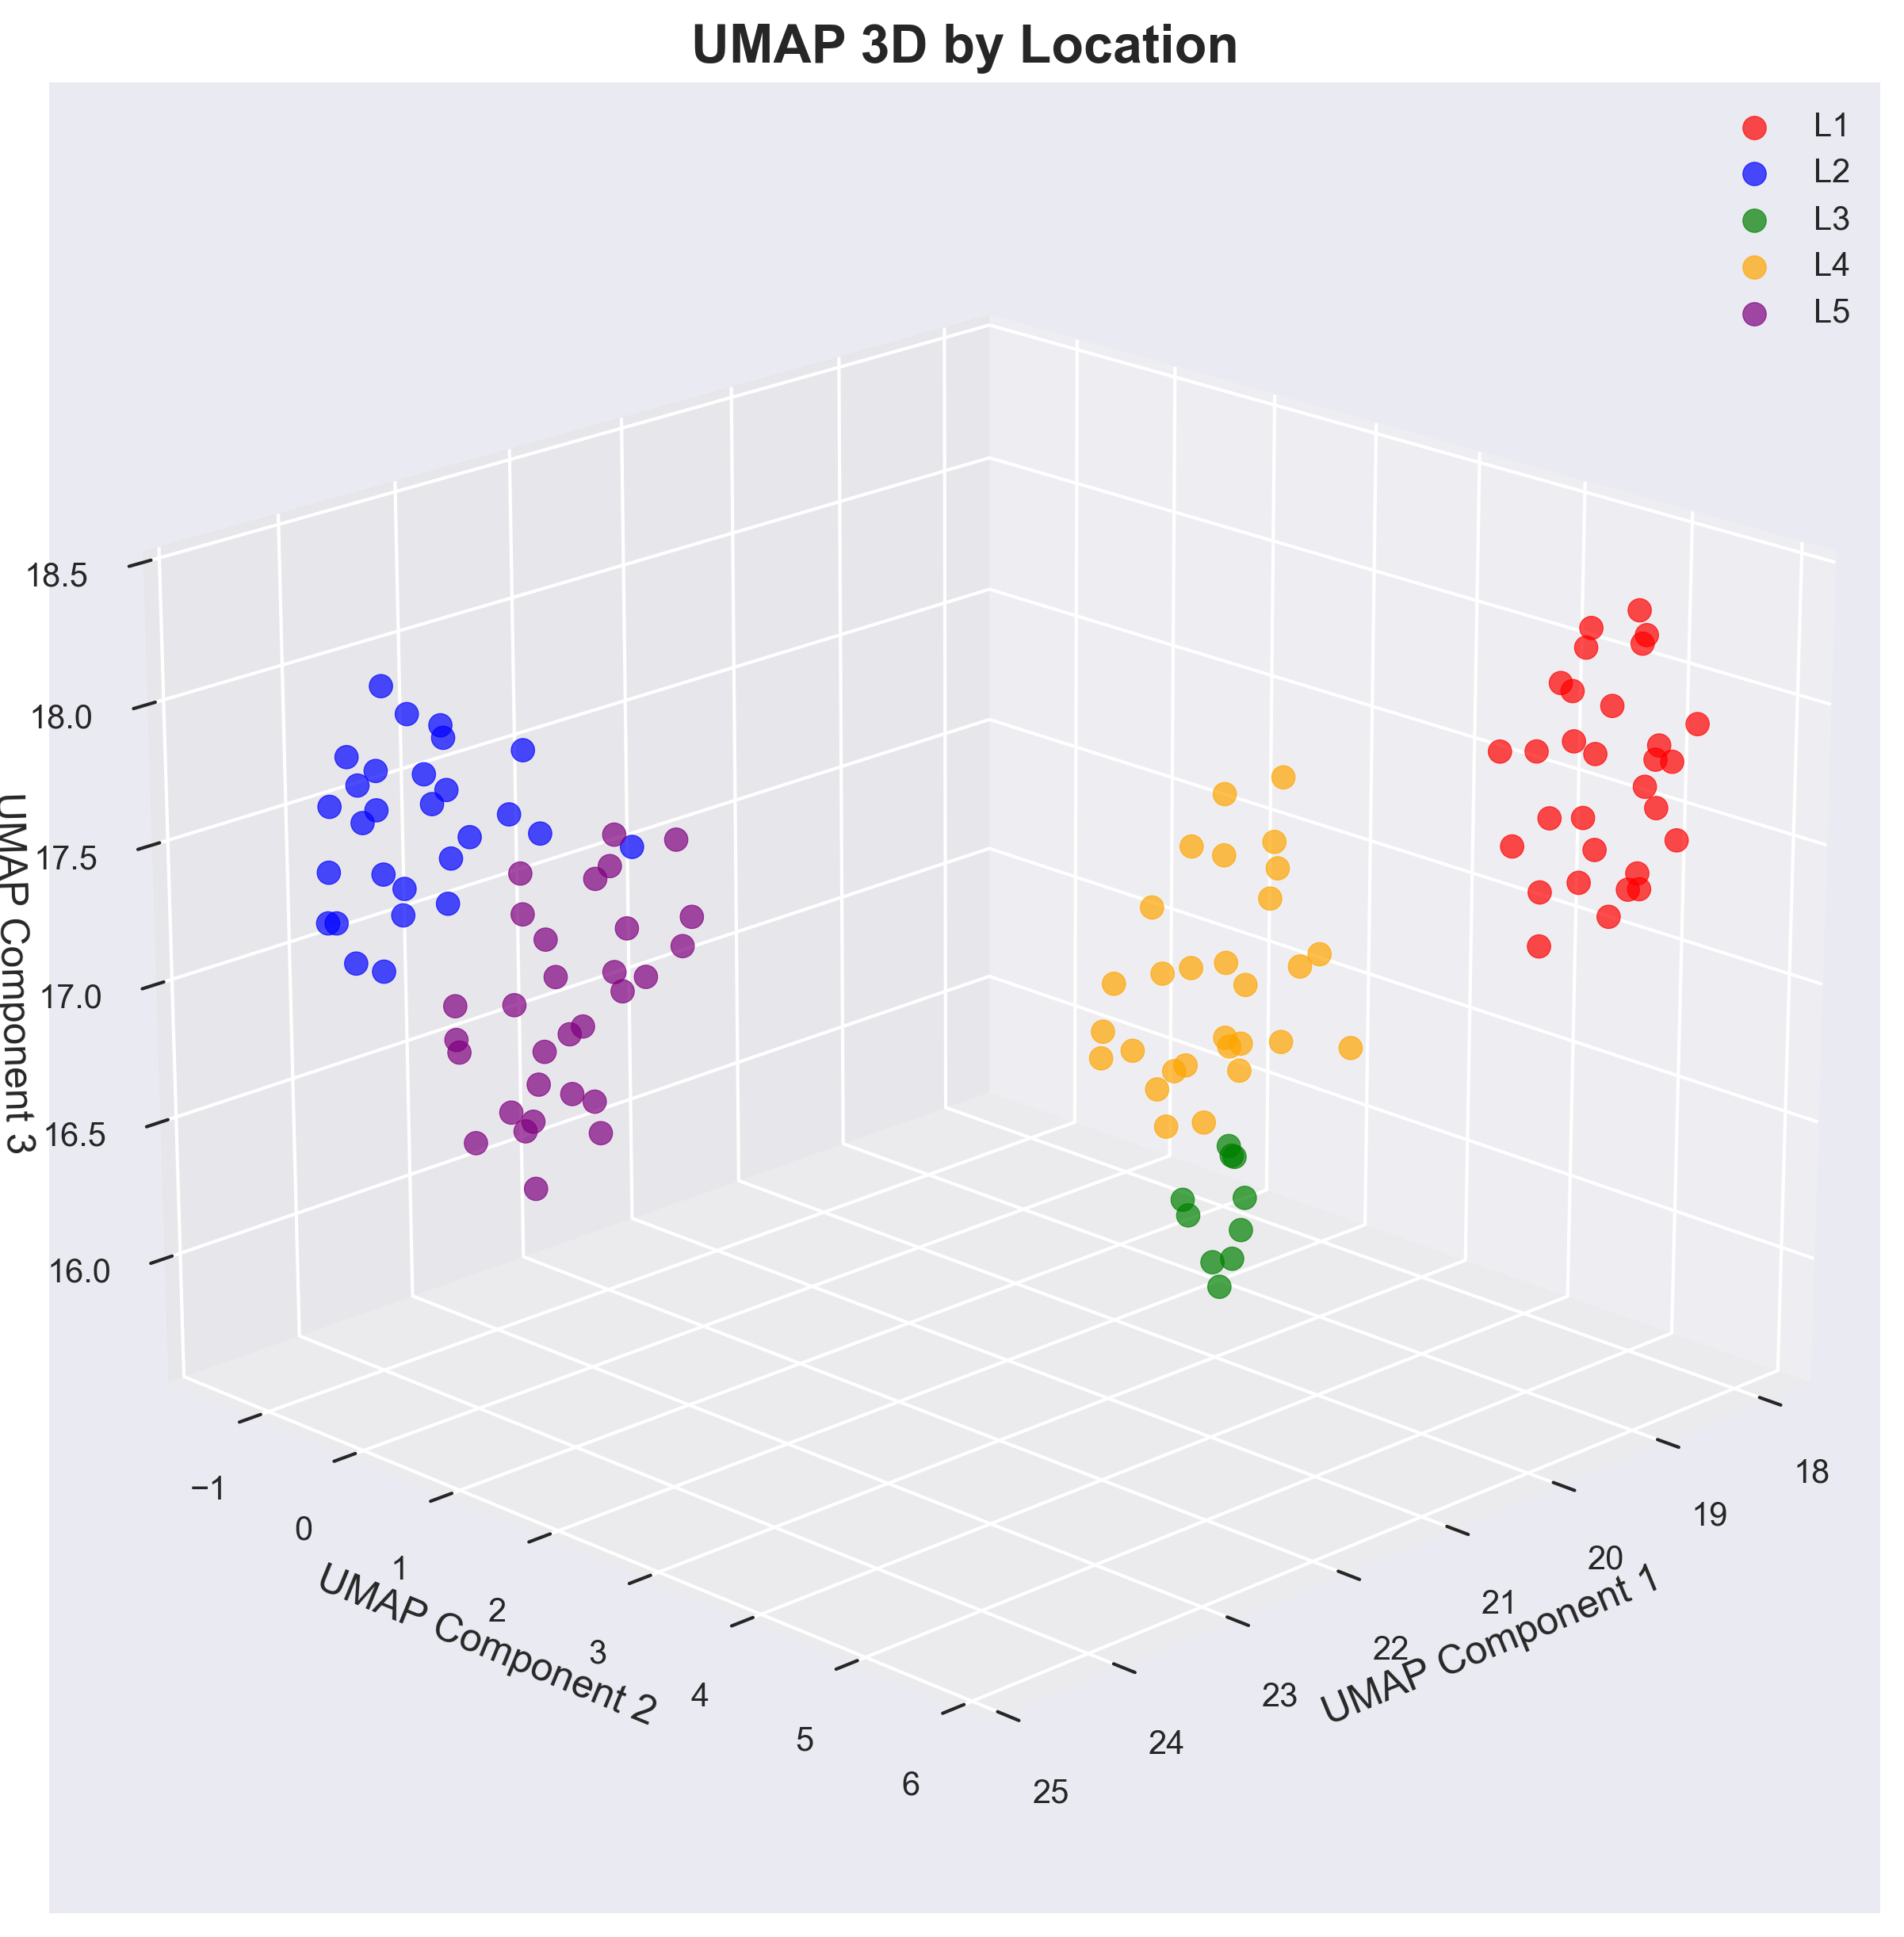 UMAP 3D by Location
L1
L2
L3
L4
L5
18.5
18.0
17.5
17.0
16.5
16.0
UMAP Component 3
−1
0
1
2
3
4
5
6
UMAP Component 2
18
19
20
21
22
23
24
25
UMAP Component 1